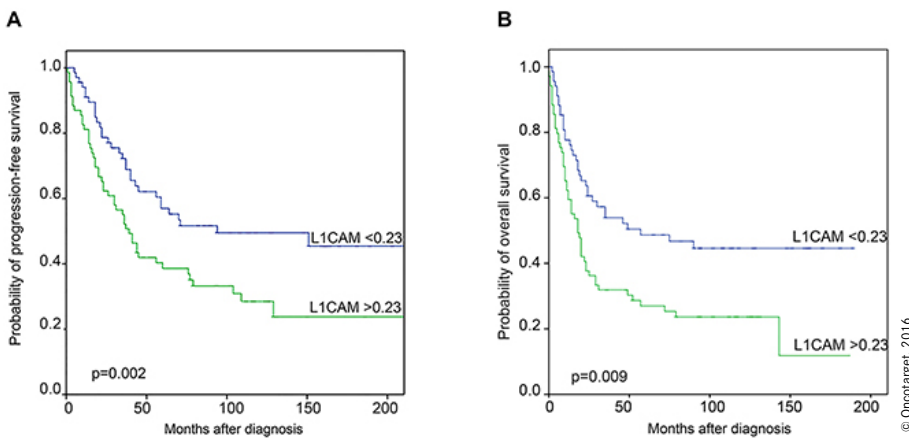 A
Probability of progression-free survival
1.0
0.8
0.6
0.4
0.2
0.0
L1CAM <0.23
L1CAM >0.23
p=0.002
0 50 100 150 200
Months after diagnosis
B
Probability of overall survival
1.0
0.8
0.6
0.4
0.2
0.0
L1CAM <0.23
L1CAM >0.23
p=0.009
0 50 100 150 200
Months after diagnosis
© Oncotarget, 2016